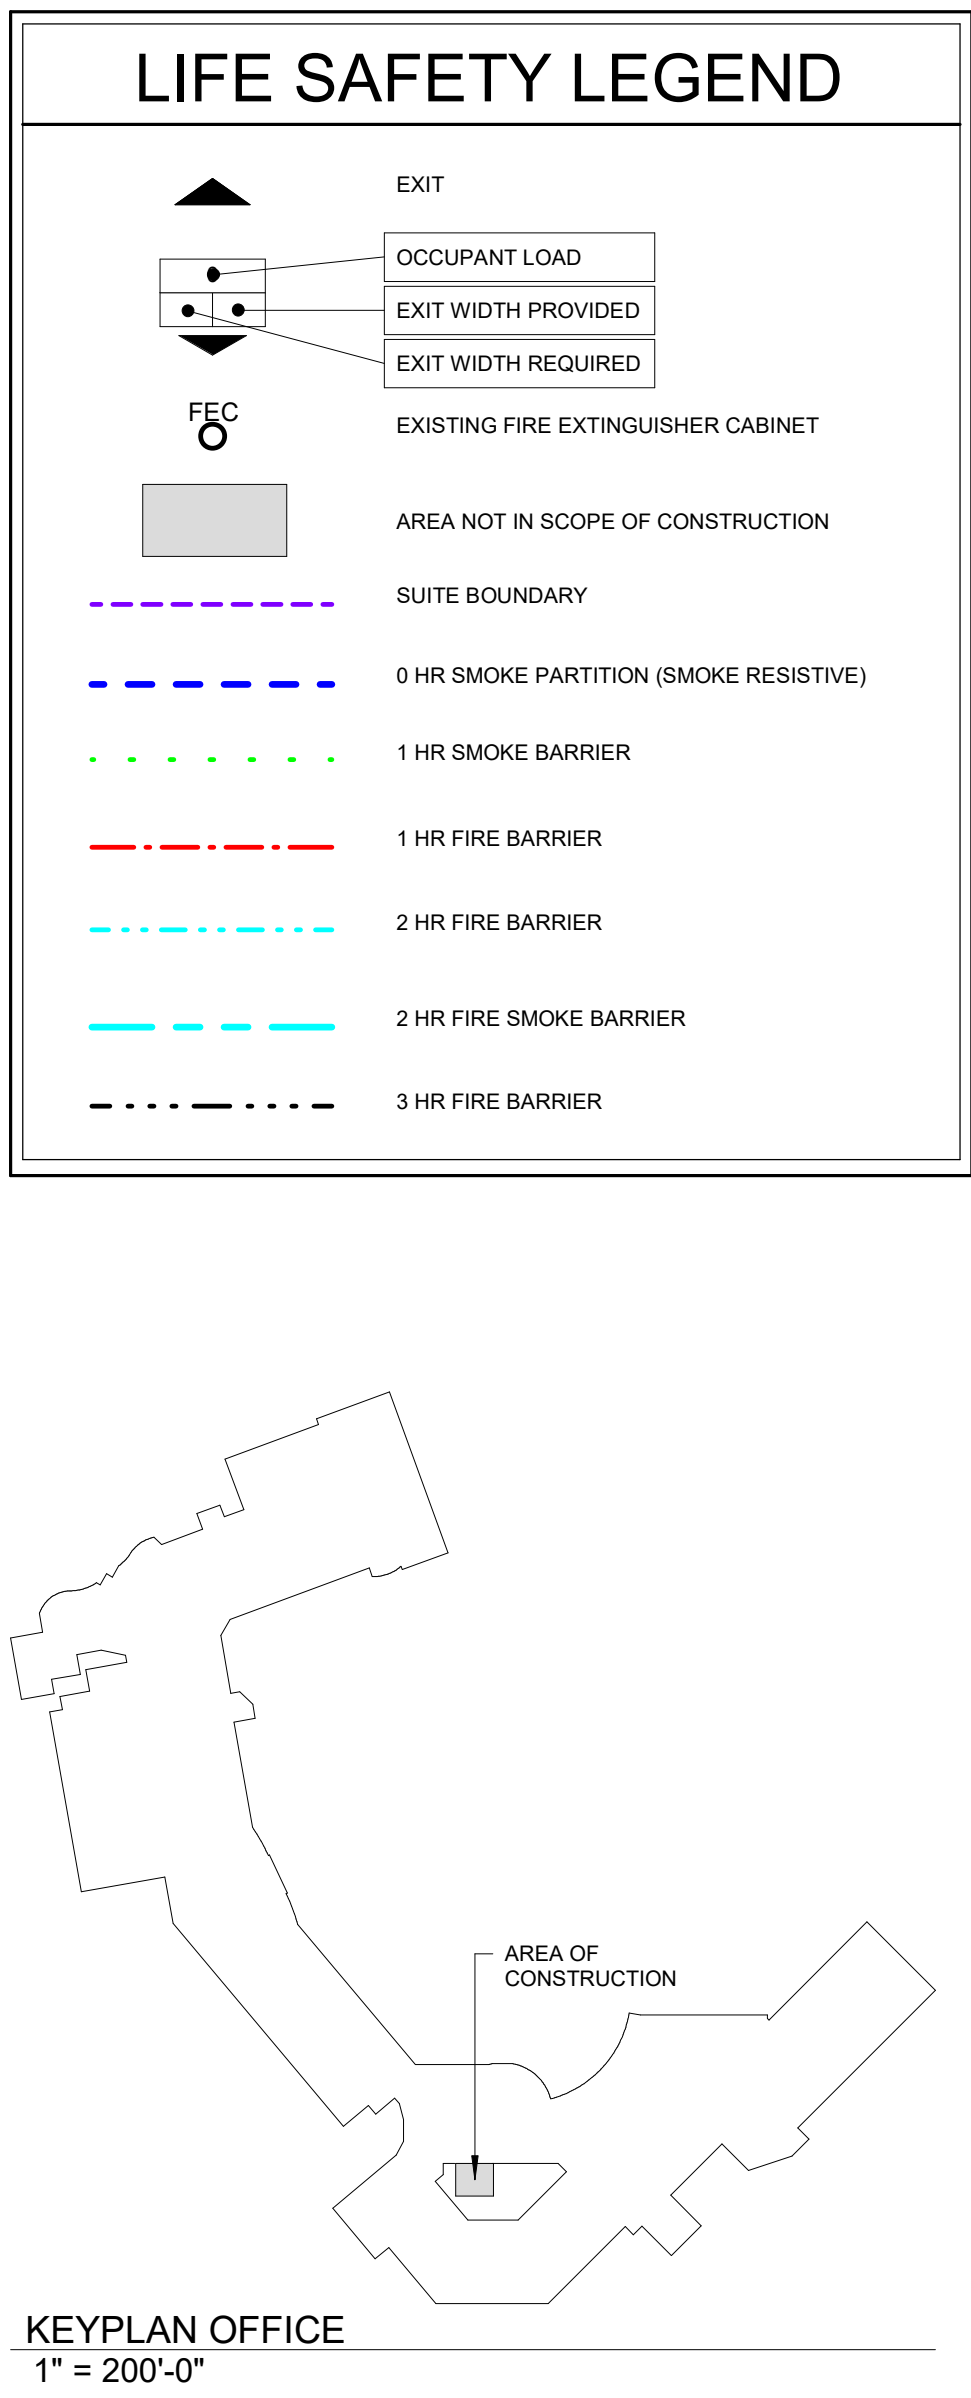 LIFE SAFETY LEGEND
EXIT
OCCUPANT LOAD
EXIT WIDTH PROVIDED
EXIT WIDTH REQUIRED
FEC
EXISTING FIRE EXTINGUISHER CABINET
AREA NOT IN SCOPE OF CONSTRUCTION
SUITE BOUNDARY
0 HR SMOKE PARTITION (SMOKE RESISTIVE)
1 HR SMOKE BARRIER
1 HR FIRE BARRIER
2 HR FIRE BARRIER
2 HR FIRE SMOKE BARRIER
3 HR FIRE BARRIER
AREA OF
CONSTRUCTION
KEYPLAN OFFICE
1" = 200'-0"